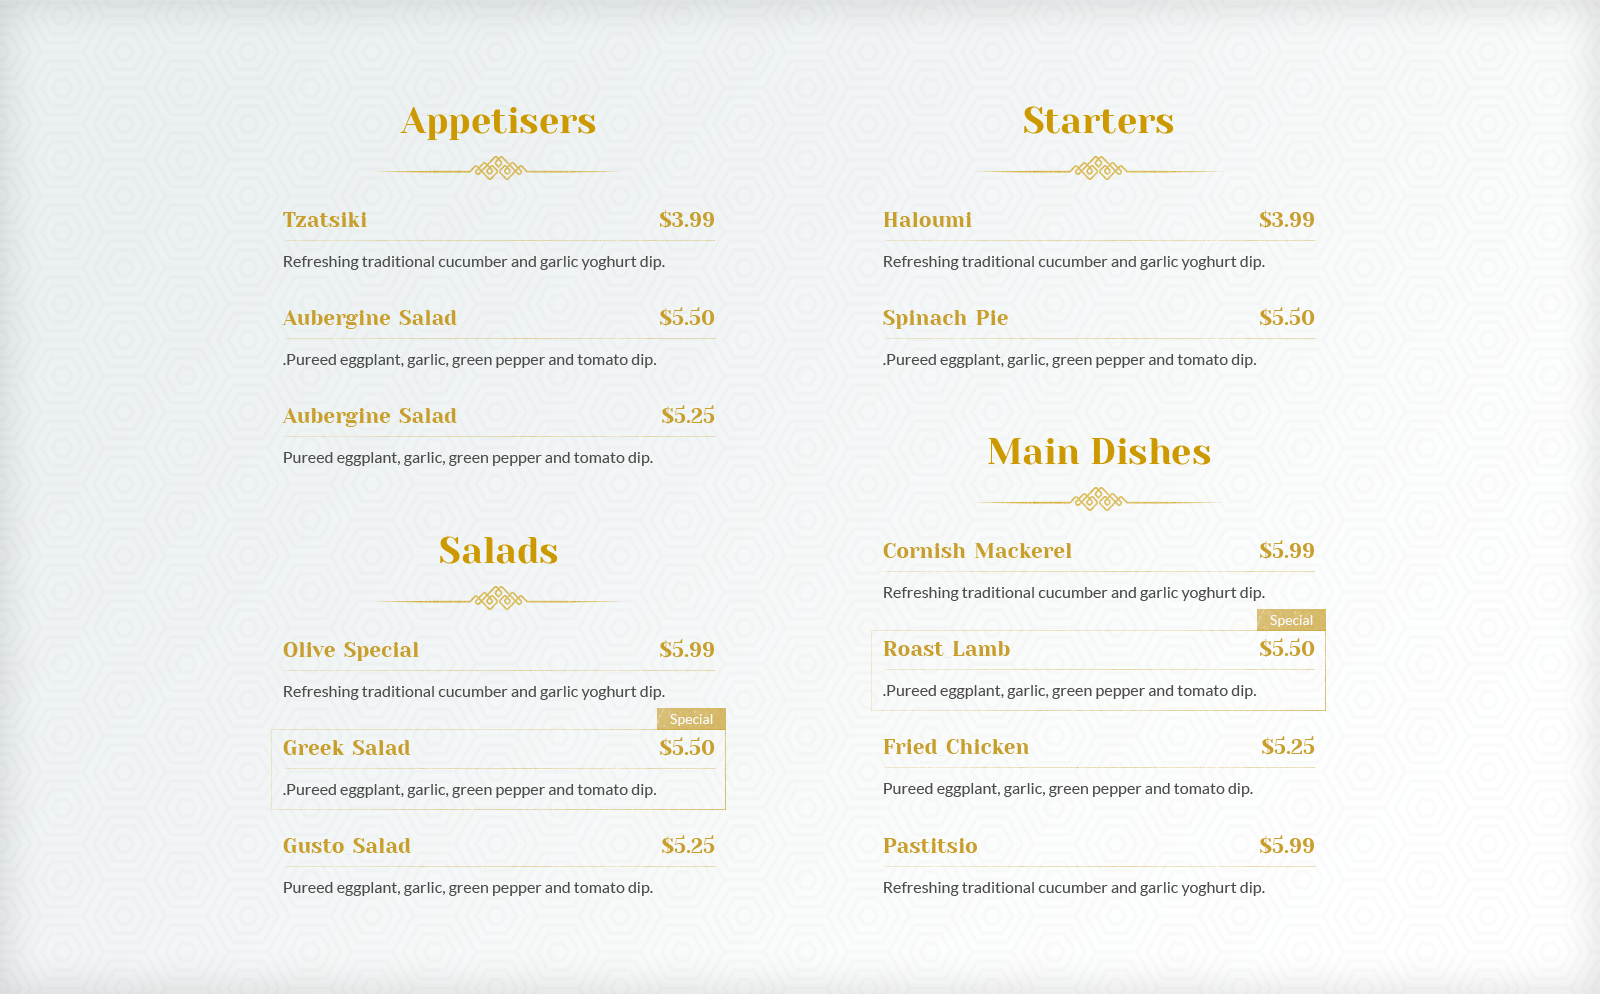 Appetisers
Tzatsiki $3.99
Refreshing traditional cucumber and garlic yoghurt dip.
Aubergine Salad $5.50
.Pureed eggplant, garlic, green pepper and tomato dip.
Aubergine Salad $5.25
Pureed eggplant, garlic, green pepper and tomato dip.
Salads
Olive Special $5.99
Refreshing traditional cucumber and garlic yoghurt dip.
Special
Greek Salad $5.50
.Pureed eggplant, garlic, green pepper and tomato dip.
Gusto Salad $5.25
Pureed eggplant, garlic, green pepper and tomato dip.
Starters
Haloumi $3.99
Refreshing traditional cucumber and garlic yoghurt dip.
Spinach Pie $5.50
.Pureed eggplant, garlic, green pepper and tomato dip.
Main Dishes
Cornish Mackerel $5.99
Refreshing traditional cucumber and garlic yoghurt dip.
Special
Roast Lamb $5.50
.Pureed eggplant, garlic, green pepper and tomato dip.
Fried Chicken $5.25
Pureed eggplant, garlic, green pepper and tomato dip.
Pastitsio $5.99
Refreshing traditional cucumber and garlic yoghurt dip.